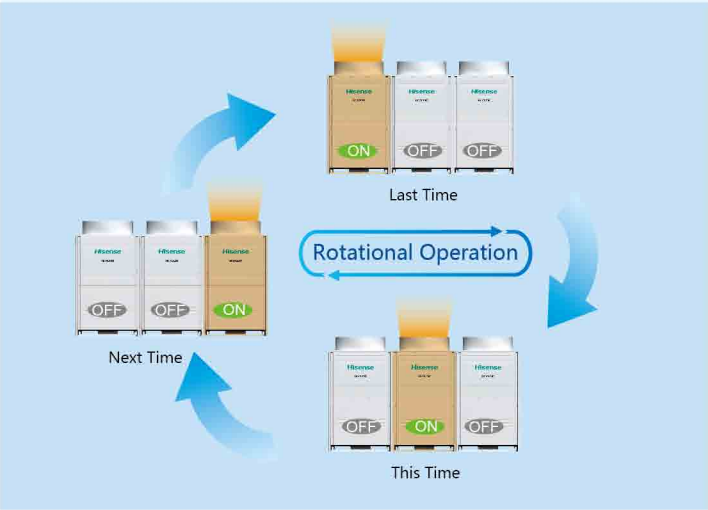 Hisense Hisense Hisense
ON OFF OFF
Last Time
Hisense Hisense Hisense
OFF OFF ON
Next Time
Rotational Operation
Hisense Hisense Hisense
OFF ON OFF
This Time